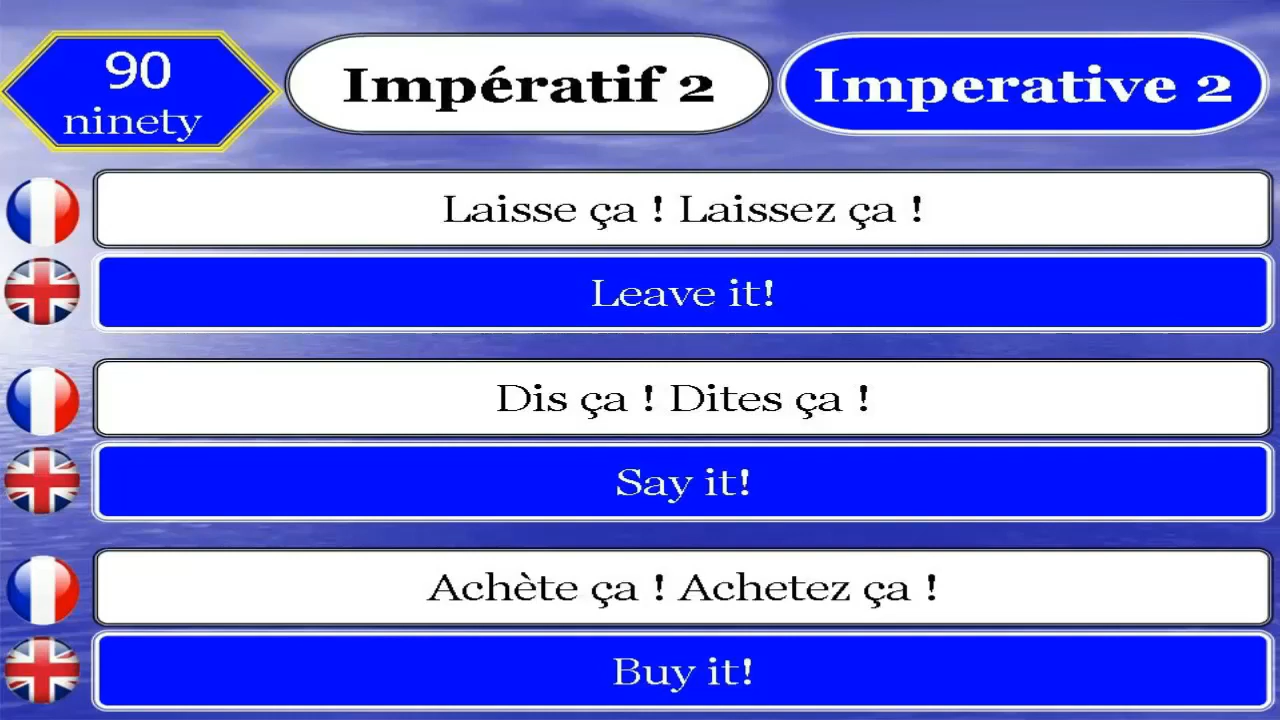 90
ninety
Impératif 2
Imperative 2
Laisse ça ! Laissez ça !
Leave it!
Dis ça ! Dites ça !
Say it!
Achète ça ! Achetez ça !
Buy it!